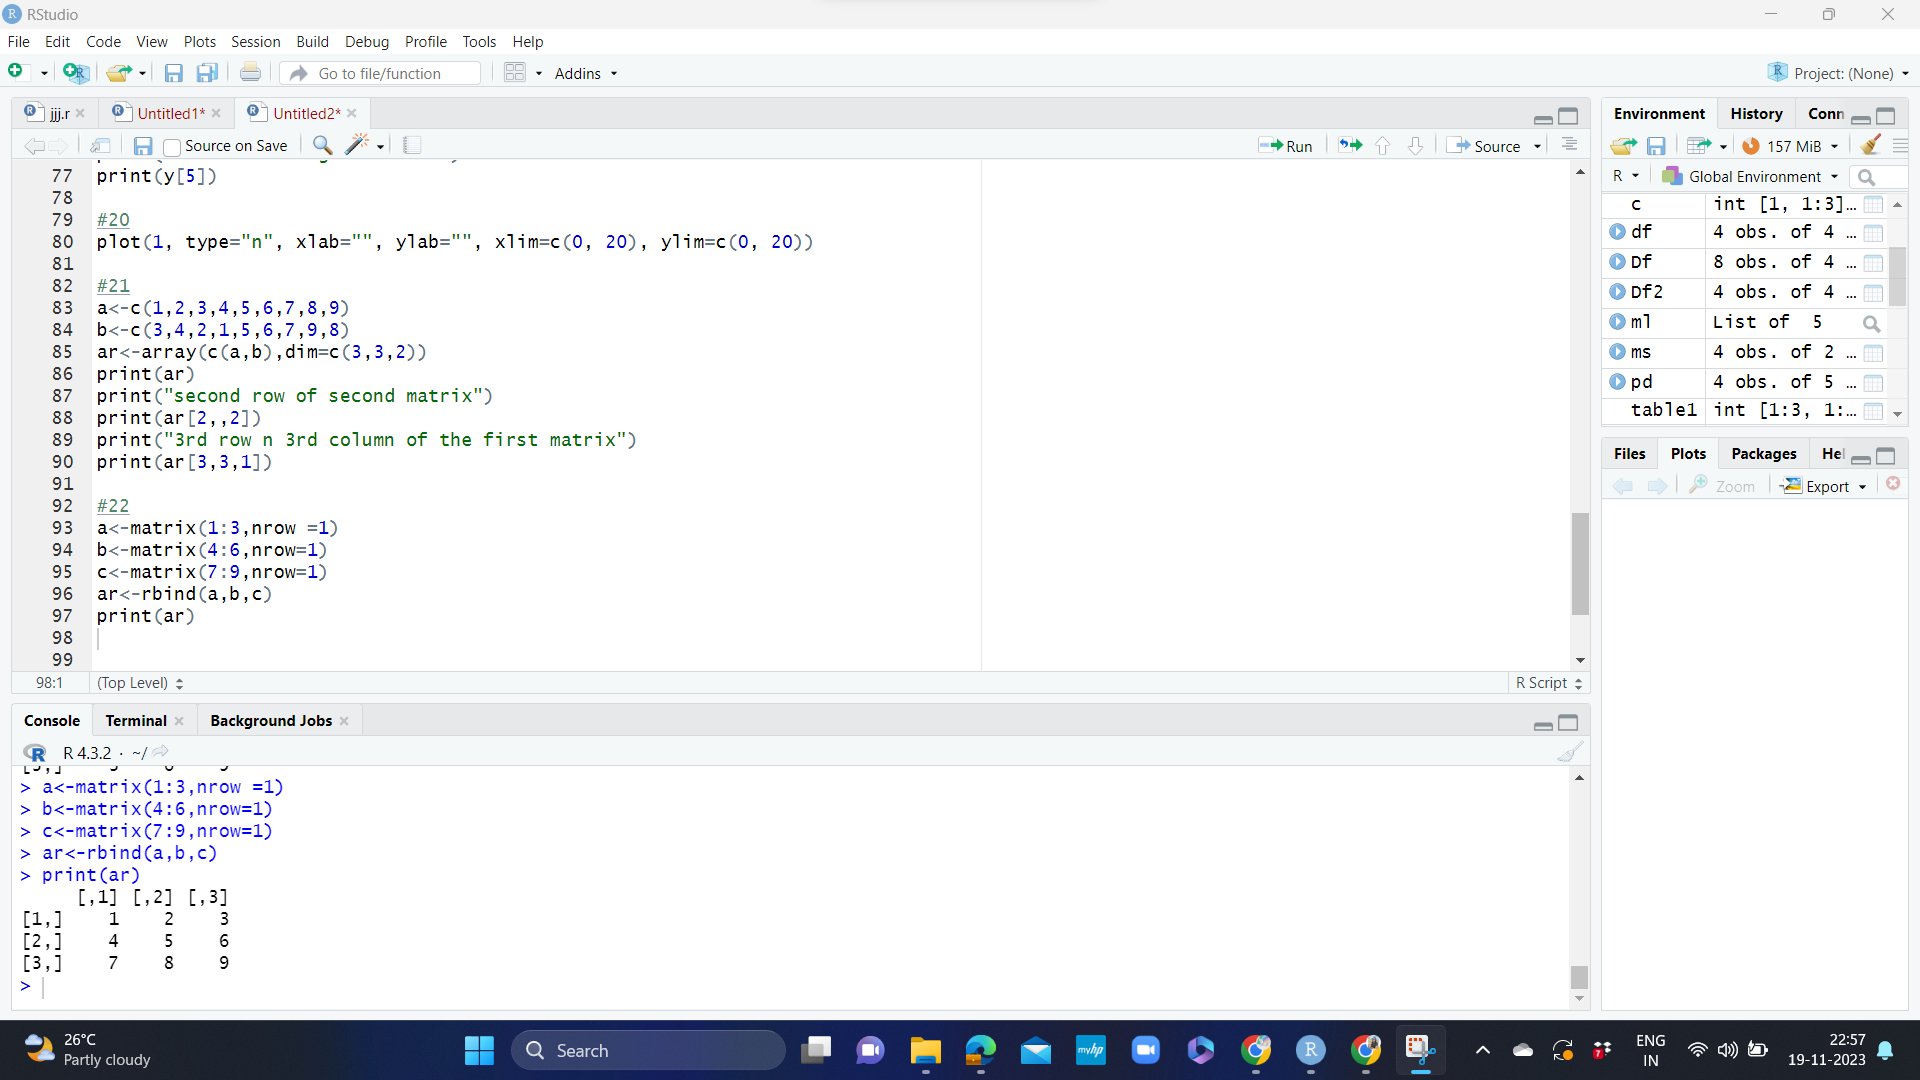 RStudio
File Edit Code View Plots Session Build Debug Profile Tools Help
Go to file/function Addins Project: (None)
jjj.r Untitled1* Untitled2*
Source on Save Run Source
77 print(y[5])
78
79 #20
80 plot(1, type="n", xlab="", ylab="", xlim=c(0, 20), ylim=c(0, 20))
81
82 #21
83 a<-c(1,2,3,4,5,6,7,8,9)
84 b<-c(3,4,2,1,5,6,7,9,8)
85 ar<-array(c(a,b),dim=c(3,3,2))
86 print(ar)
87 print("second row of second matrix")
88 print(ar[2,,2])
89 print("3rd row n 3rd column of the first matrix")
90 print(ar[3,3,1])
91
92 #22
93 a<-matrix(1:3,nrow =1)
94 b<-matrix(4:6,nrow=1)
95 c<-matrix(7:9,nrow=1)
96 ar<-rbind(a,b,c)
97 print(ar)
98
99
98:1 (Top Level) R Script
Console Terminal Background Jobs
R 4.3.2 · ~/
> a<-matrix(1:3,nrow =1)
> b<-matrix(4:6,nrow=1)
> c<-matrix(7:9,nrow=1)
> ar<-rbind(a,b,c)
> print(ar)
[,1] [,2] [,3]
[1,] 1 2 3
[2,] 4 5 6
[3,] 7 8 9
>
Environment History Conn
157 MiB
R Global Environment
c int [1, 1:3]…
df 4 obs. of 4 …
Df 8 obs. of 4 …
Df2 4 obs. of 4 …
ml List of 5
ms 4 obs. of 2 …
pd 4 obs. of 5 …
table1 int [1:3, 1:…
Files Plots Packages Hel
Zoom Export
26°C
Partly cloudy
Search
myhp
ENG
IN
22:57
19-11-2023